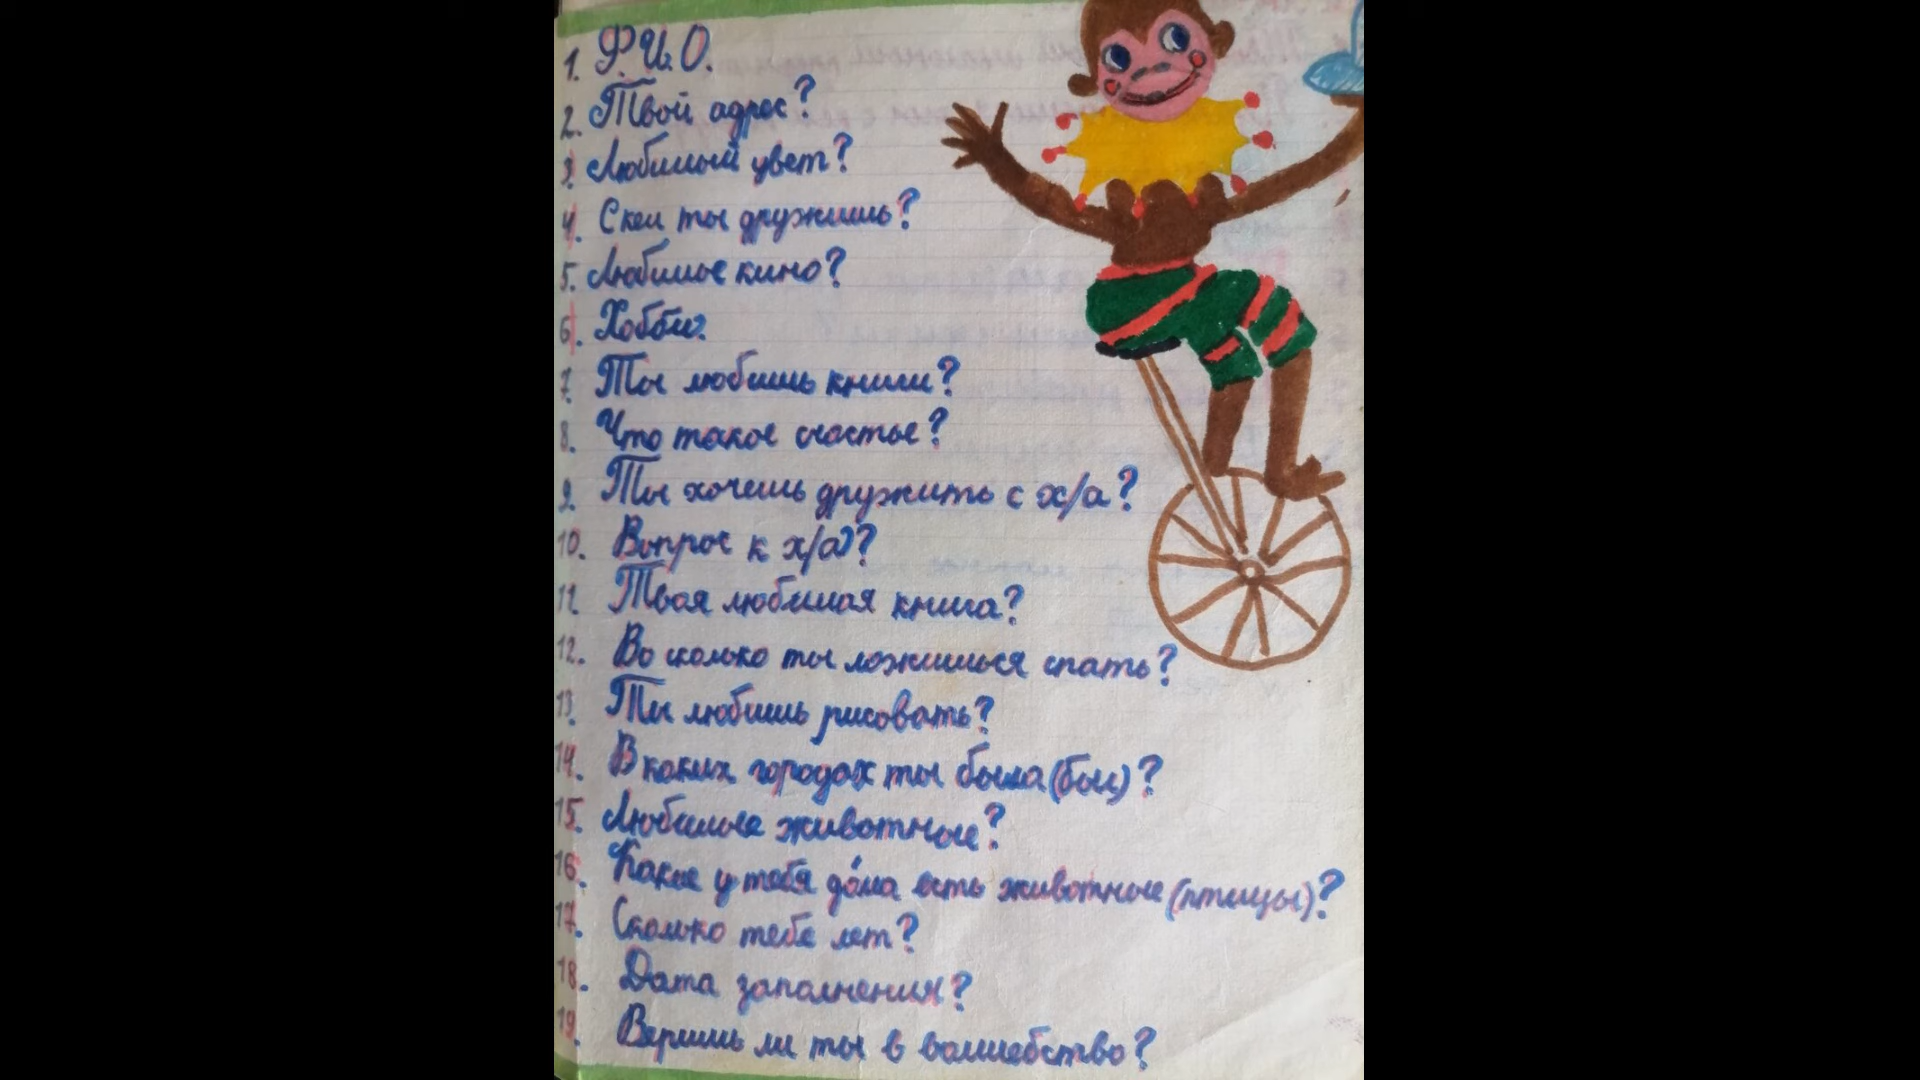 1. Ф.И.О.
2. Твой адрес?
3. Любимый цвет?
4. С кем ты дружишь?
5. Любимое кино?
6. Хобби?
7. Ты любишь книги?
8. Что такое счастье?
9. Ты хочешь дружить с х/а?
10. Вопрос к х/а??
11. Твоя любимая книга?
12. Во сколько ты ложишься спать?
13. Ты любишь рисовать?
14. В каких городах ты была (был)?
15. Любимые животные?
16. Какие у тебя до́ма есть животные (птицы)?
17. Сколько тебе лет?
18. Дата заполнения?
19. Веришь ли ты в волшебство?